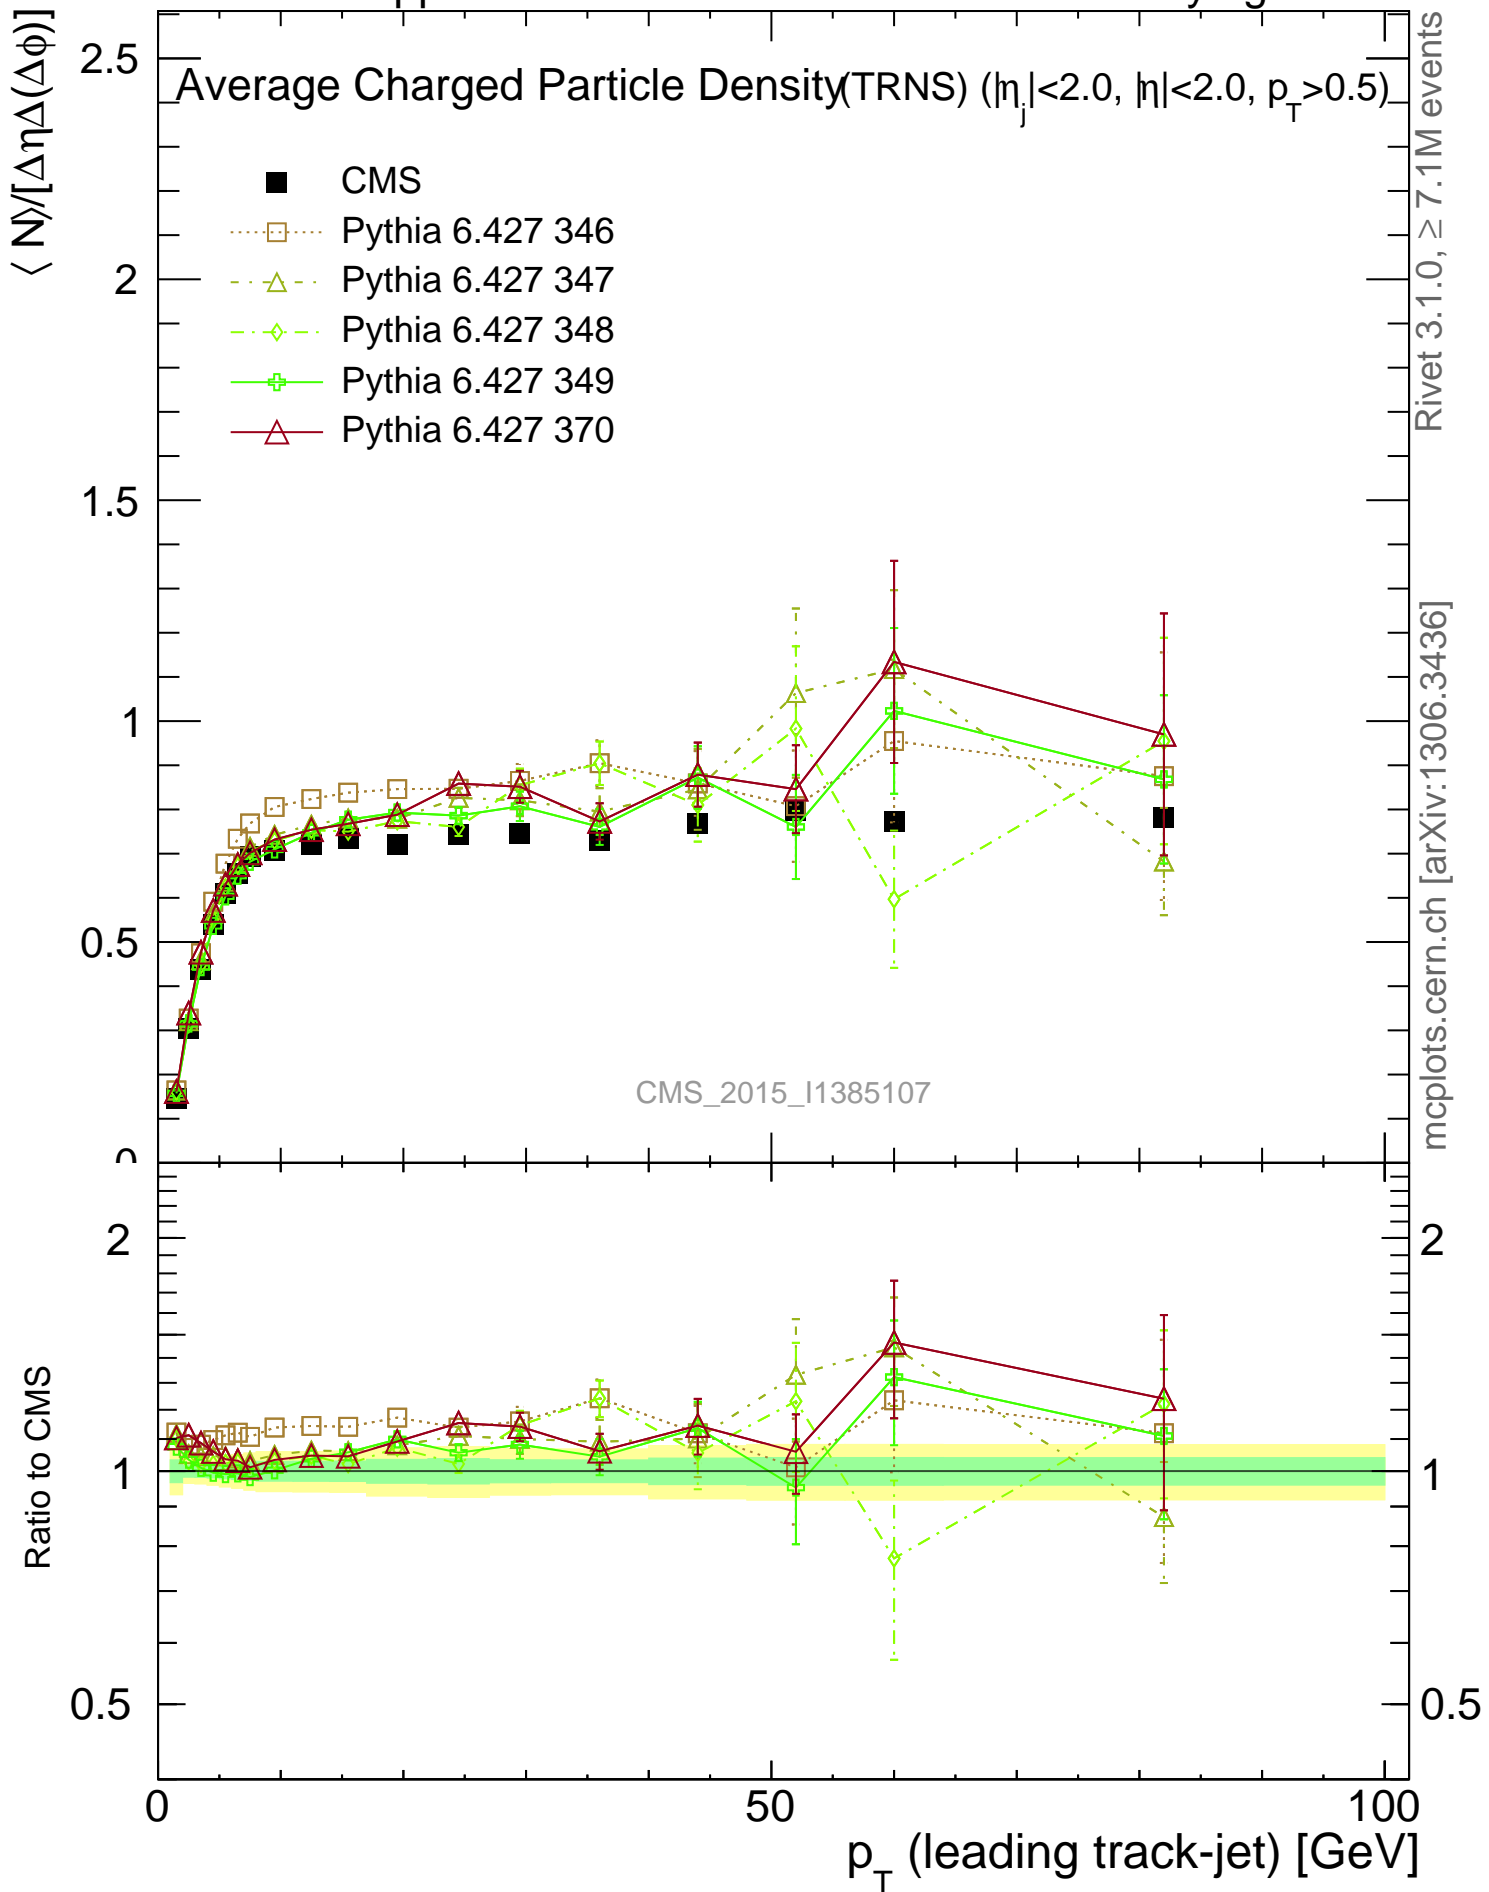 ⟨ N⟩/[ΔηΔ(Δϕ)]
Average Charged Particle Density (TRNS) (|η_j|<2.0, |η|<2.0, p_T>0.5)
CMS
Pythia 6.427 346
Pythia 6.427 347
Pythia 6.427 348
Pythia 6.427 349
Pythia 6.427 370
2.5
2
1.5
1
0.5
0
CMS_2015_I1385107
Rivet 3.1.0, ≥ 7.1M events
mcplots.cern.ch [arXiv:1306.3436]
Ratio to CMS
2
1
0.5
2
1
0.5
0
50
100
p_T (leading track-jet) [GeV]